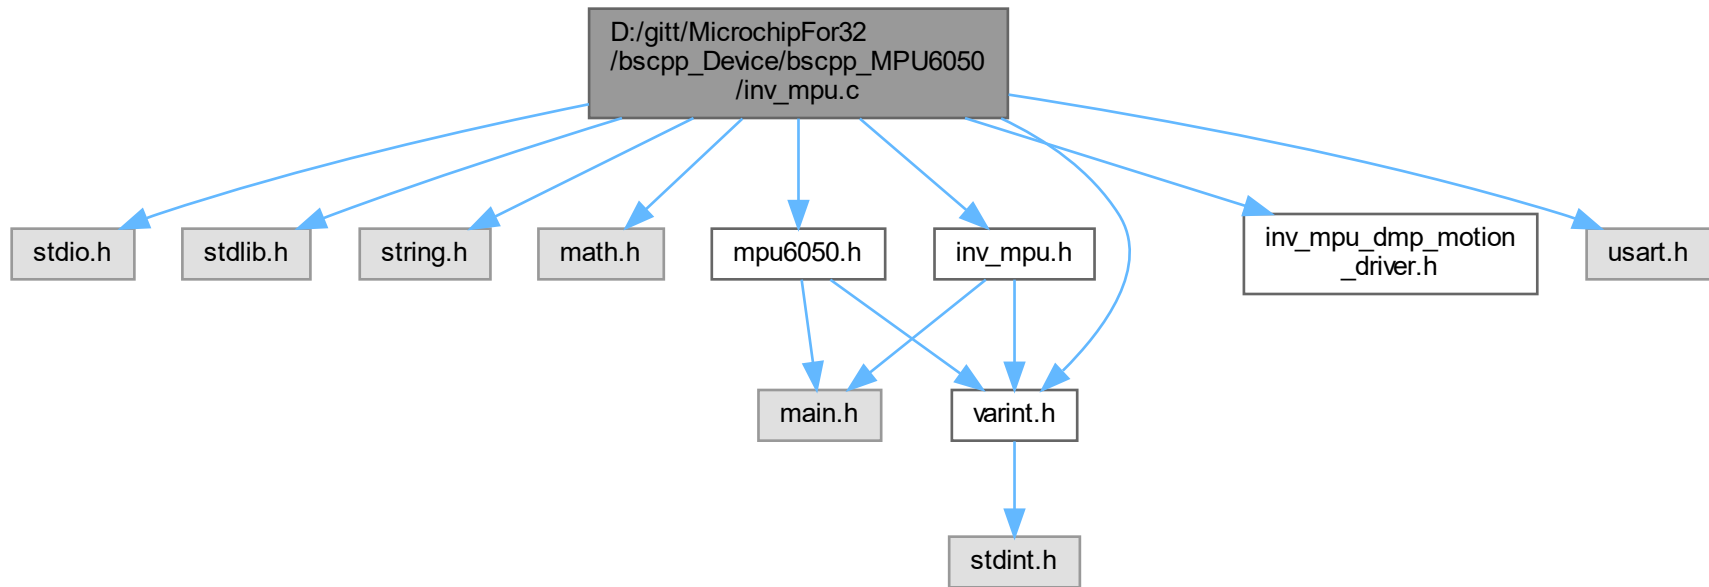 D:/gitt/MicrochipFor32
/bscpp_Device/bscpp_MPU6050
/inv_mpu.c
stdio.h
stdlib.h
string.h
math.h
mpu6050.h
inv_mpu.h
inv_mpu_dmp_motion
_driver.h
usart.h
main.h
varint.h
stdint.h